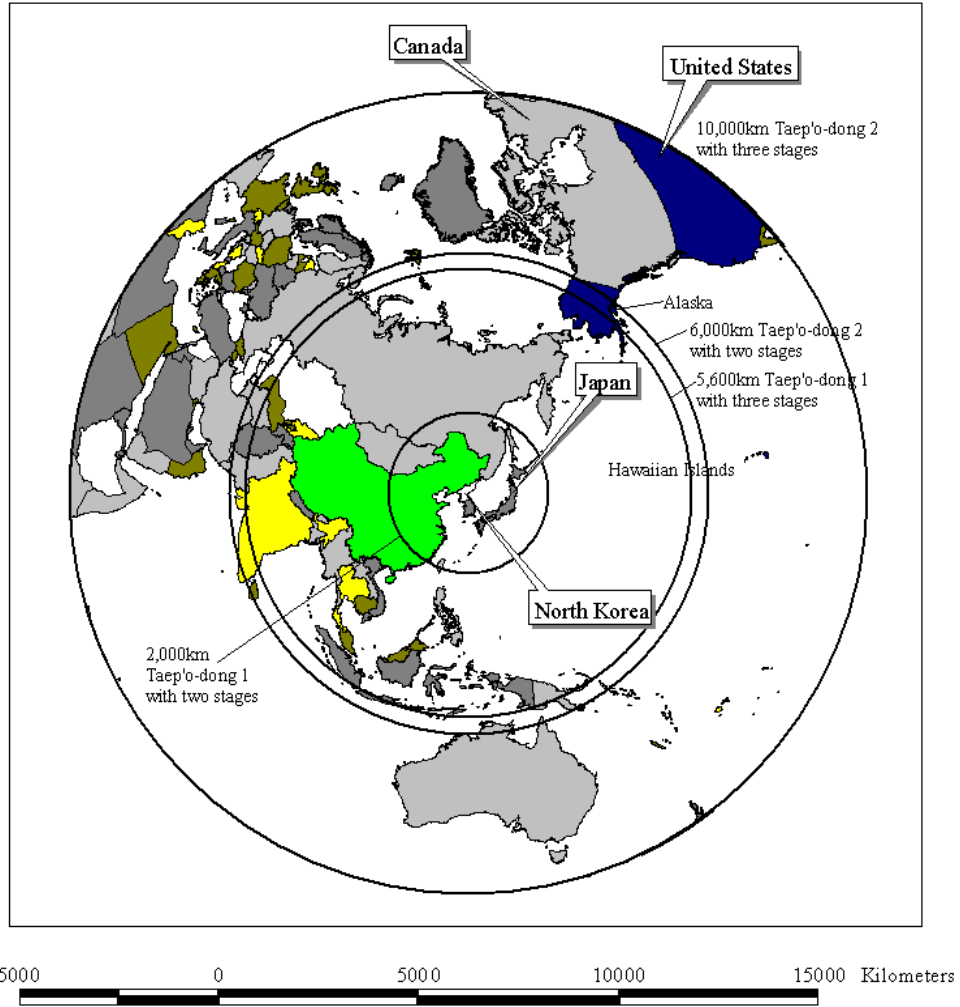 Canada
United States
10,000km Taep'o-dong 2
with three stages
Alaska
6,000km Taep'o-dong 2
with two stages
Japan
5,600km Taep'o-dong 1
with three stages
Hawaiian Islands
North Korea
2,000km
Taep'o-dong 1
with two stages
5000 0 5000 10000 15000 Kilometers